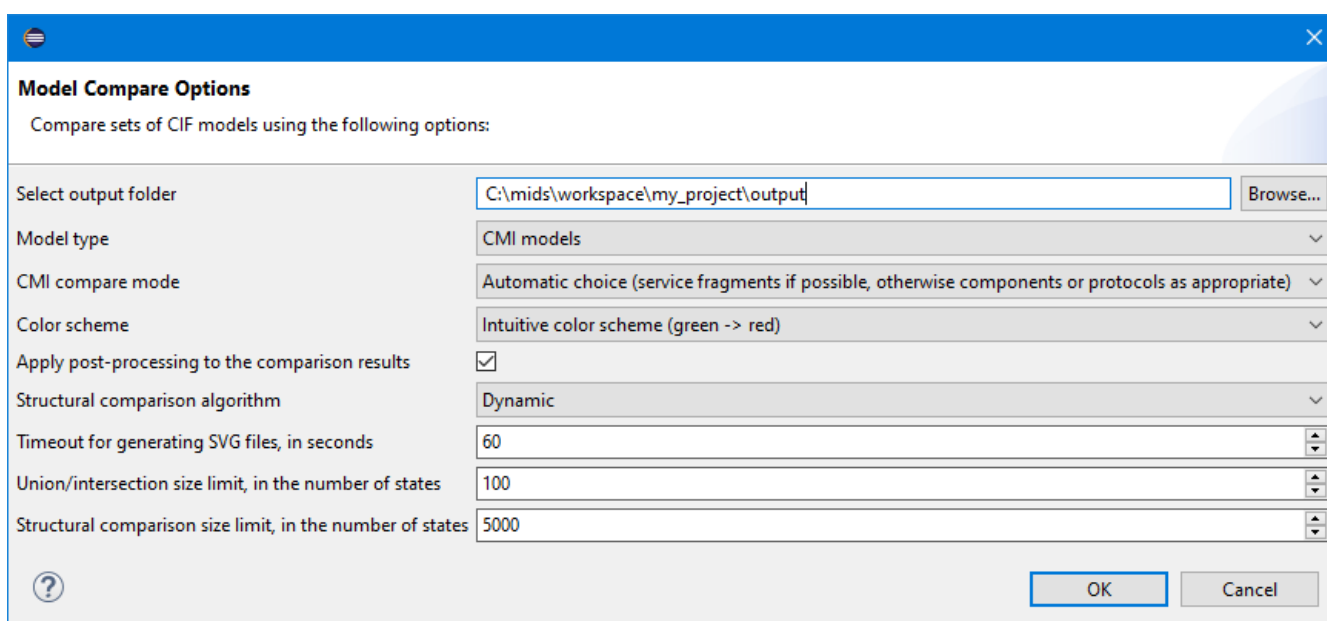 Model Compare Options
Compare sets of CIF models using the following options:
Select output folder C:\mids\workspace\my_project\output Browse...
Model type CMI models
CMI compare mode Automatic choice (service fragments if possible, otherwise components or protocols as appropriate)
Color scheme Intuitive color scheme (green -> red)
Apply post-processing to the comparison results
Structural comparison algorithm Dynamic
Timeout for generating SVG files, in seconds 60
Union/intersection size limit, in the number of states 100
Structural comparison size limit, in the number of states 5000
? OK Cancel